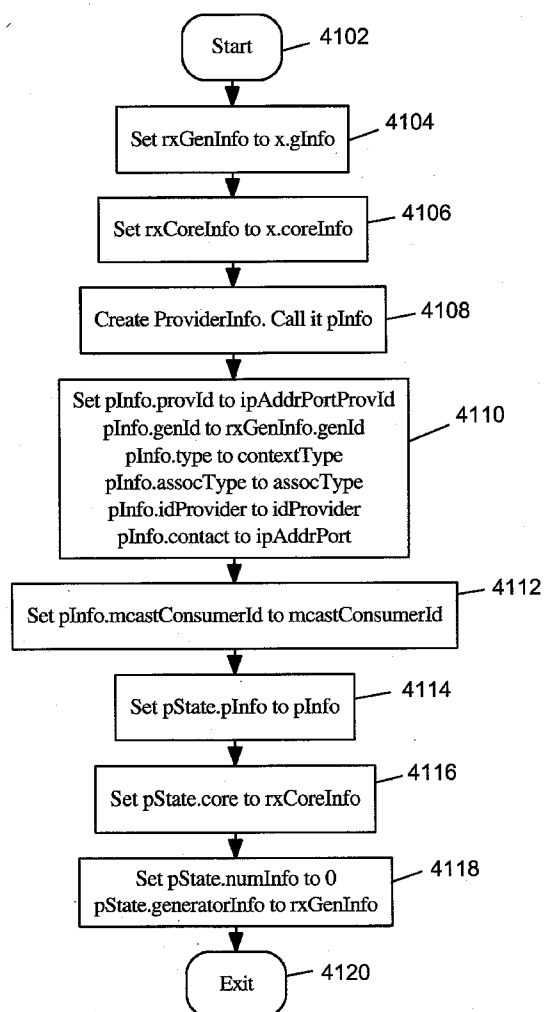 Start
4102
Set rxGenInfo to x.gInfo
4104
Set rxCoreInfo to x.coreInfo
4106
Create ProviderInfo. Call it pInfo
4108
Set pInfo.provId to ipAddrPortProvId
pInfo.genId to rxGenInfo.genId
pInfo.type to contextType
pInfo.assocType to assocType
pInfo.idProvider to idProvider
pInfo.contact to ipAddrPort
4110
Set pInfo.mcastConsumerId to mcastConsumerId
4112
Set pState.pInfo to pInfo
4114
Set pState.core to rxCoreInfo
4116
Set pState.numInfo to 0
pState.generatorInfo to rxGenInfo
4118
Exit
4120